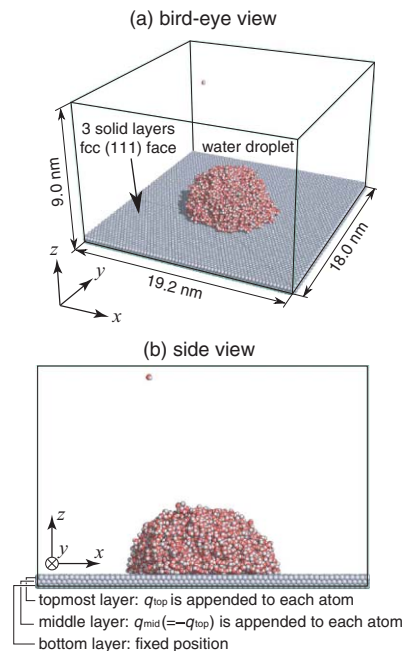 (a) bird-eye view
3 solid layers
fcc (111) face
water droplet
9.0 nm
18.0 nm
19.2 nm
z
y
x
(b) side view
z
y
x
topmost layer: qtop is appended to each atom
middle layer: qmid(=−qtop) is appended to each atom
bottom layer: fixed position